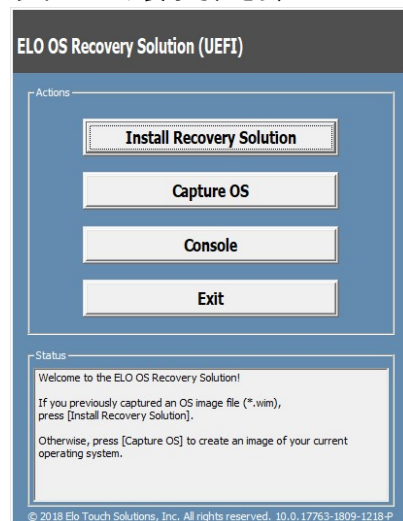 ELO OS Recovery Solution (UEFI)
Actions
Install Recovery Solution
Capture OS
Console
Exit
Status
Welcome to the ELO OS Recovery Solution!
If you previously captured an OS image file (*.wim),
press [Install Recovery Solution].
Otherwise, press [Capture OS] to create an image of your current
operating system.
© 2018 Elo Touch Solutions, Inc. All rights reserved. 10.0.17763-1809-1218-P